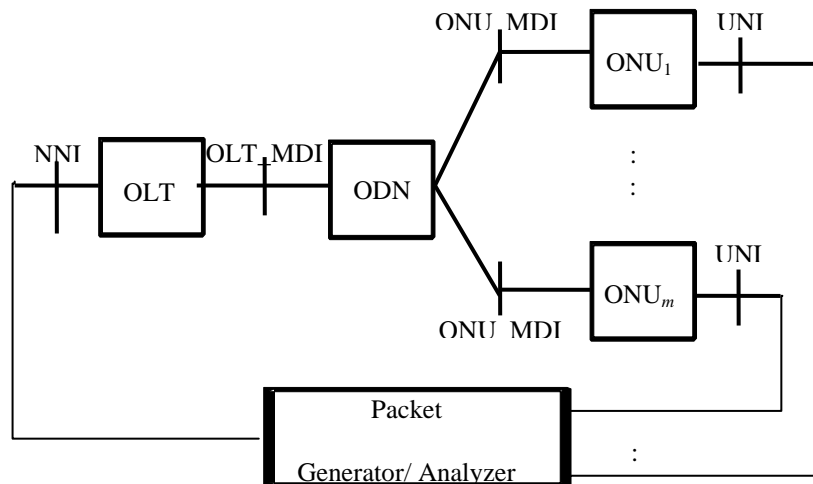 ONU_MDI
UNI
ONU1
:
:
NNI
OLT_MDI
OLT
ODN
UNI
ONUm
ONU_MDI
Packet
:
Generator/ Analyzer